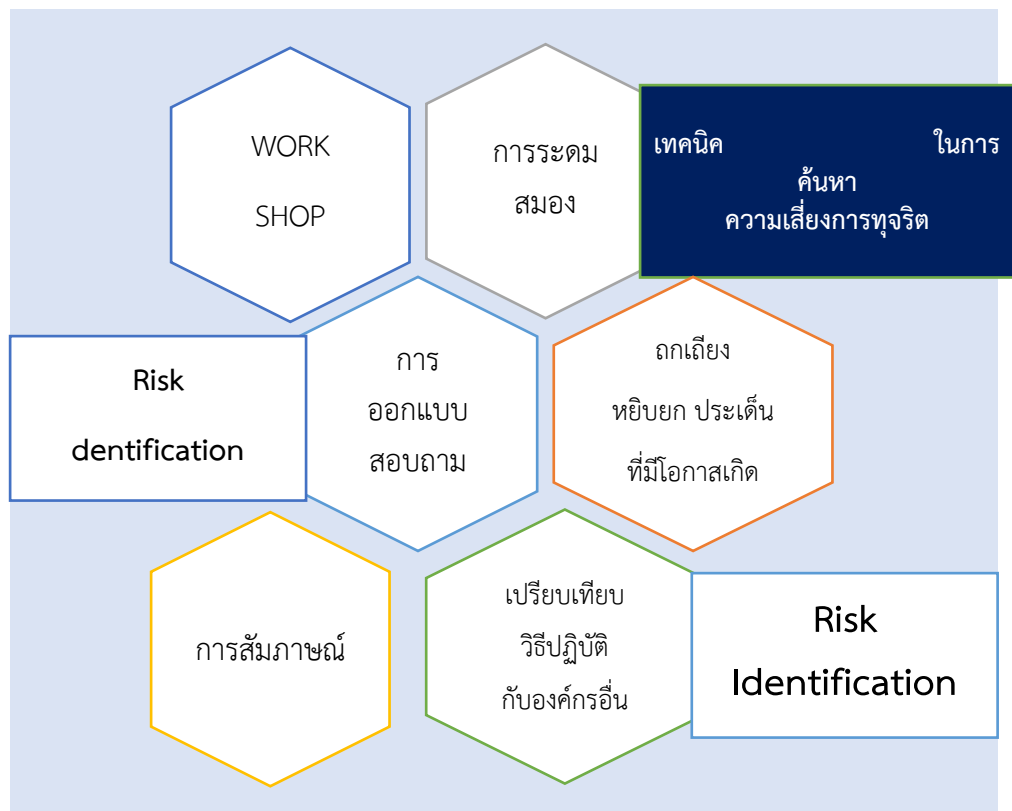 WORK
SHOP
การระดม
สมอง
เทคนิค ในการ
ค้นหา
ความเสี่ยงการทุจริต
Risk
dentification
การ
ออกแบบ
สอบถาม
ถกเถียง
หยิบยก ประเด็น
ที่มีโอกาสเกิด
การสัมภาษณ์
เปรียบเทียบ
วิธีปฏิบัติ
กับองค์กรอื่น
Risk
Identification